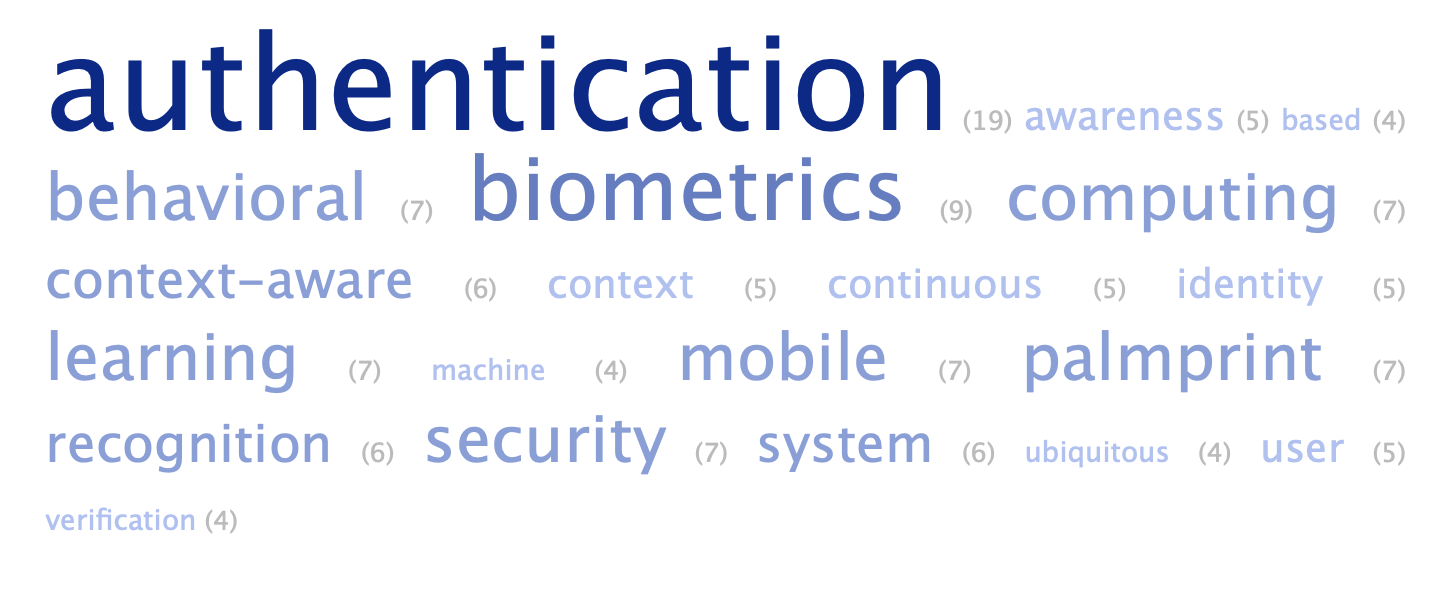 authentication (19) awareness (5) based (4)
behavioral (7) biometrics (9) computing (7)
context-aware (6) context (5) continuous (5) identity (5)
learning (7) machine (4) mobile (7) palmprint (7)
recognition (6) security (7) system (6) ubiquitous (4) user (5)
verification (4)